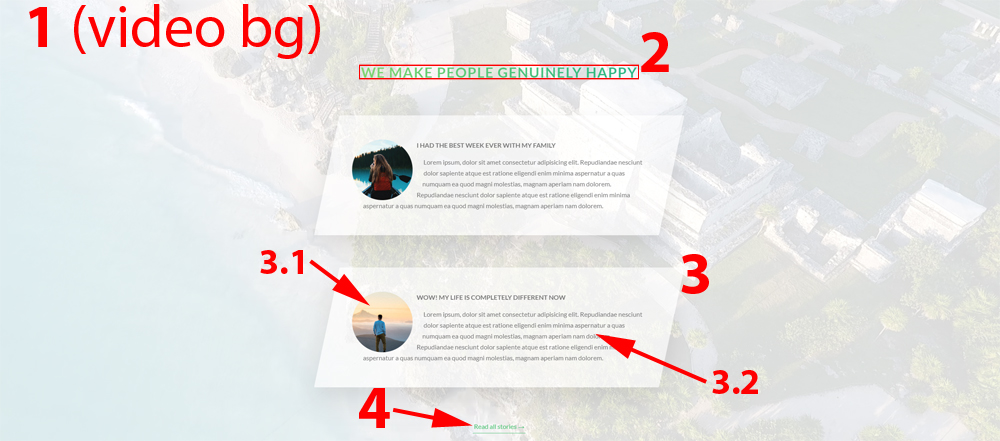 1 (video bg)
2
WE MAKE PEOPLE GENUINELY HAPPY
I HAD THE BEST WEEK EVER WITH MY FAMILY
Lorem ipsum, dolor sit amet consectetur adipisicing elit. Repudiandae nesciunt
dolor sapiente atque est ratione eligendi enim minima aspernatur a quas
numquam ea quod magni molestias, magnam aperiam nam dolorem.
Repudiandae nesciunt dolor sapiente atque est ratione eligendi enim minima
aspernatur a quas numquam ea quod magni molestias, magnam aperiam nam dolorem.
3.1
3
WOW! MY LIFE IS COMPLETELY DIFFERENT NOW
Lorem ipsum, dolor sit amet consectetur adipisicing elit. Repudiandae nesciunt
dolor sapiente atque est ratione eligendi enim minima aspernatur a quas
numquam ea quod magni molestias, magnam aperiam nam
Repudiandae nesciunt dolor sapiente atque est ratione eligendi enim
aspernatur a quas numquam ea quod magni molestias, magnam aperiam nam dolorem.
3.2
4
Read all stories →